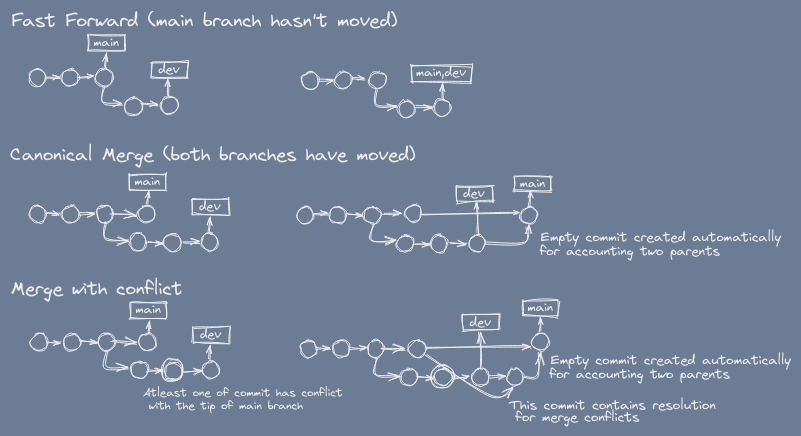 Fast Forward (main branch hasn't moved)
main
dev
main,dev
Canonical Merge (both branches have moved)
main
dev
dev
main
Empty commit created automatically
for accounting two parents
Merge with conflict
main
dev
dev
main
Empty commit created automatically
for accounting two parents
Atleast one of commit has conflict
with the tip of main branch
This commit contains resolution
for merge conflicts